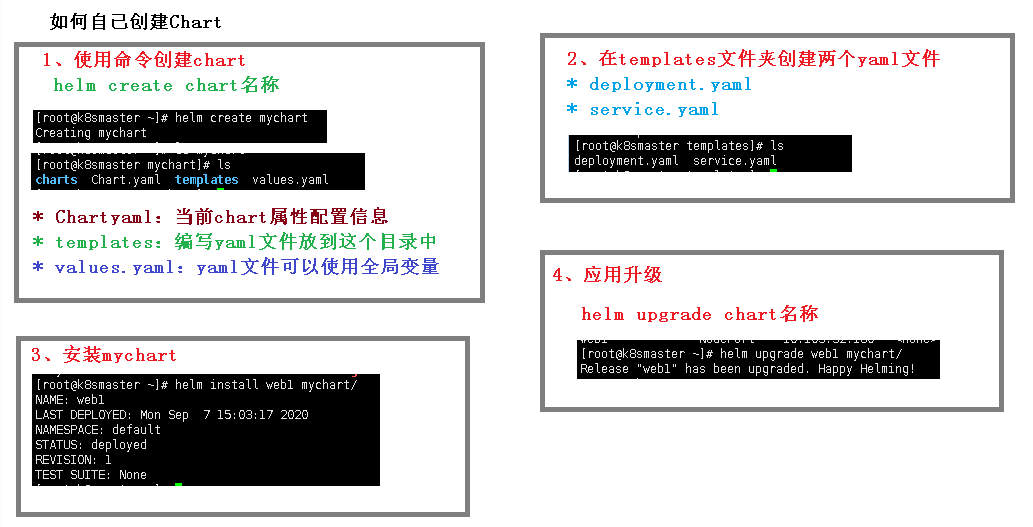 如何自己创建Chart
1、使用命令创建chart
helm create chart名称
[root@k8smaster ~]# helm create mychart
Creating mychart
[root@k8smaster mychart]# ls
charts Chart.yaml templates values.yaml
* Chartyaml: 当前chart属性配置信息
* templates: 编写yaml文件放到这个目录中
* values.yaml: yaml文件可以使用全局变量
2、在templates文件夹创建两个yaml文件
* deployment.yaml
* service.yaml
[root@k8smaster templates]# ls
deployment.yaml service.yaml
3、安装mychart
[root@k8smaster ~]# helm install web1 mychart/
NAME: web1
LAST DEPLOYED: Mon Sep 7 15:03:17 2020
NAMESPACE: default
STATUS: deployed
REVISION: 1
TEST SUITE: None
4、应用升级
helm upgrade chart名称
[root@k8smaster ~]# helm upgrade web1 mychart/
Release "web1" has been upgraded. Happy Helming!